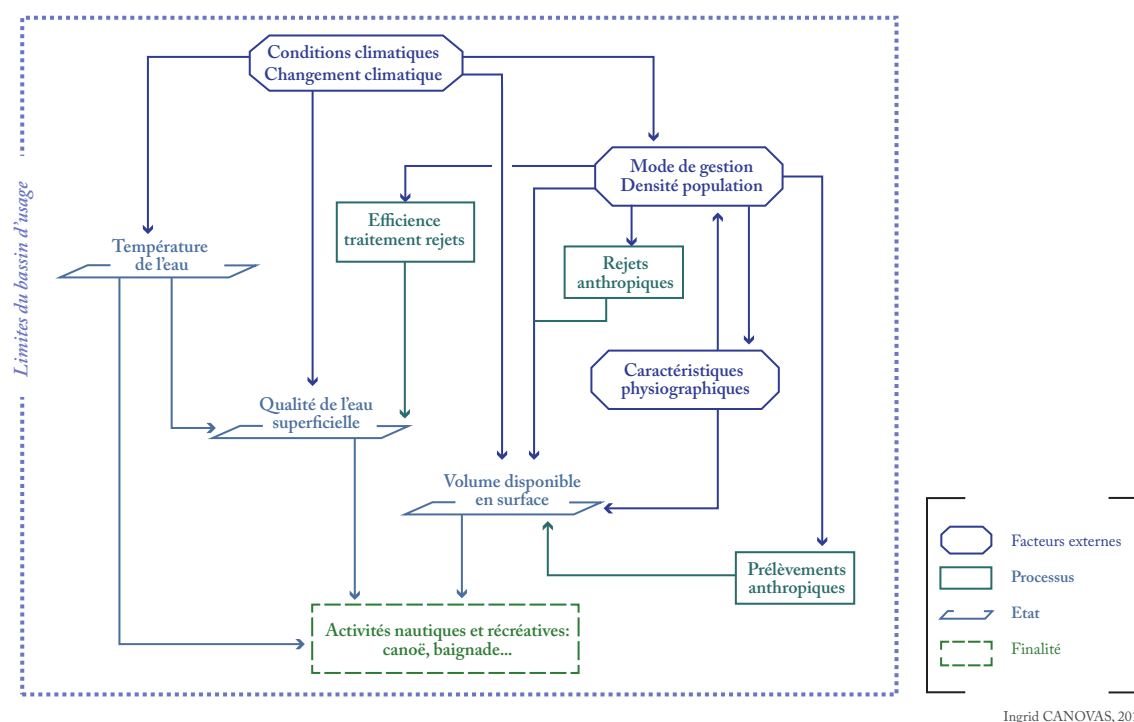 Conditions climatiques
Changement climatique
Mode de gestion
Densité population
Limites du bassin d'usage
Efficience
traitement rejets
Température
de l'eau
Rejets
anthropiques
Caractéristiques
physiographiques
Qualité de l'eau
superficielle
Volume disponible
en surface
Prélèvements
anthropiques
Activités nautiques et récréatives:
canoë, baignade...
Facteurs externes
Processus
Etat
Finalité
Ingrid CANOVAS,